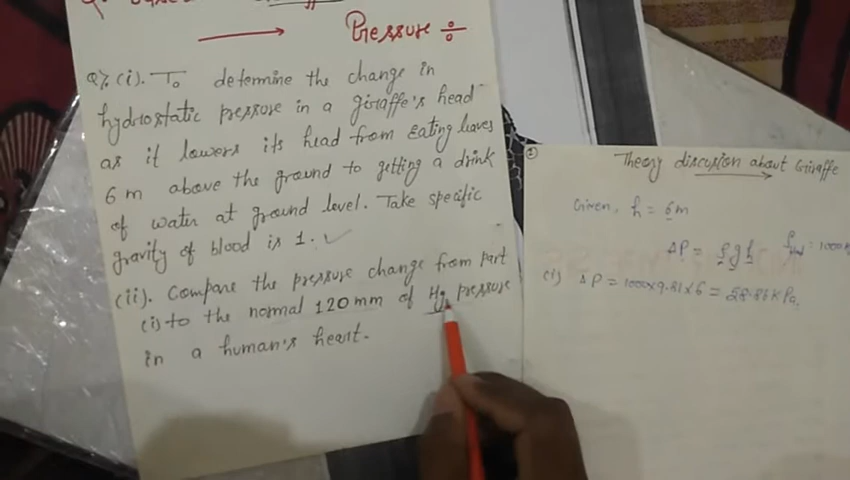 Pressure ÷
Q1. (i). To determine the change in
hydrostatic pressure in a giraffe's head
as it lowers its head from Eating leaves
6 m above the ground to getting a drink
of water at ground level. Take specific
gravity of blood is 1.
(ii). Compare the pressure change from part
(i) to the normal 120 mm of Hg pressure
in a human's heart.
Theory discusion about Giraffe
Given, h = 6m
ΔP = ρgh
(i) ΔP = 1000×9.81×6 = 58.86 KPa.